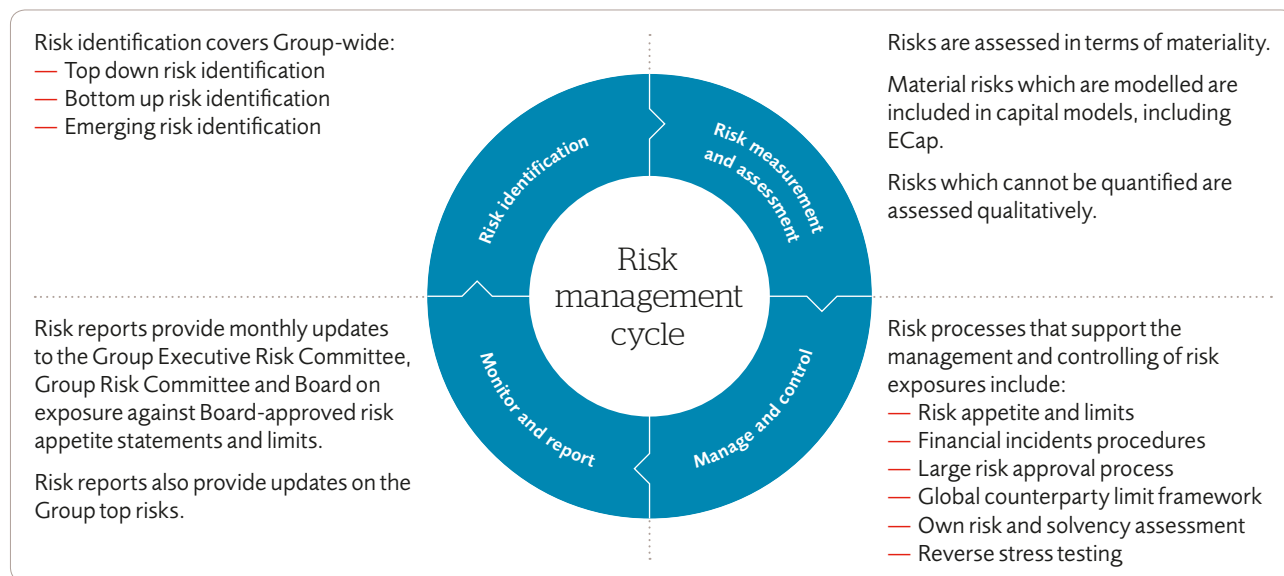 Risk identification covers Group-wide:
— Top down risk identification
— Bottom up risk identification
— Emerging risk identification
Risks are assessed in terms of materiality.
Material risks which are modelled are
included in capital models, including
ECap.
Risks which cannot be quantified are
assessed qualitatively.
Risk identification
Risk measurement
and assessment
Risk
management
cycle
Monitor and report
Manage and control
Risk reports provide monthly updates
to the Group Executive Risk Committee,
Group Risk Committee and Board on
exposure against Board-approved risk
appetite statements and limits.
Risk reports also provide updates on the
Group top risks.
Risk processes that support the
management and controlling of risk
exposures include:
— Risk appetite and limits
— Financial incidents procedures
— Large risk approval process
— Global counterparty limit framework
— Own risk and solvency assessment
— Reverse stress testing